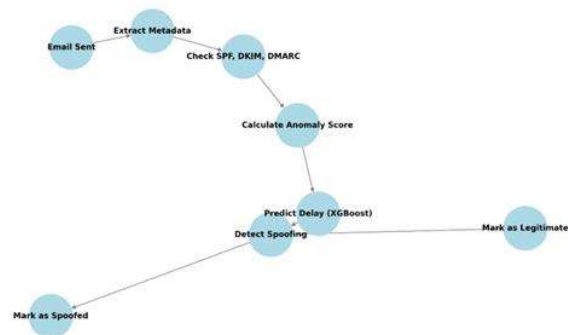 Email Sent
Extract Metadata
Check SPF, DKIM, DMARC
Calculate Anomaly Score
Predict Delay (XGBoost)
Detect Spoofing
Mark as Legitimate
Mark as Spoofed